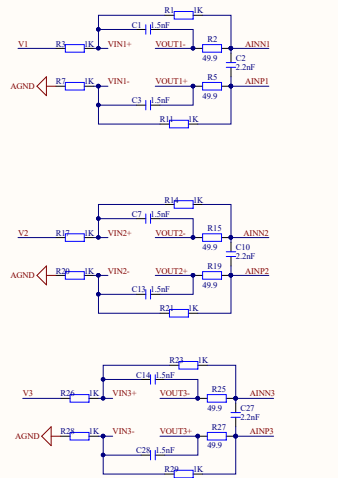 R1 1K
C1 1.5nF
V1 R3 1K VIN1+ VOUT1- R2 AINN1
49.9 C2
2.2nF
AGND R7 1K VIN1- VOUT1+ R5 AINP1
49.9
C3 1.5nF
R11 1K
R14 1K
C7 1.5nF
V2 R17 1K VIN2+ VOUT2- R15 AINN2
49.9 C10
2.2nF
AGND R20 1K VIN2- VOUT2+ R19 AINP2
49.9
C13 1.5nF
R21 1K
R23 1K
C14 1.5nF
V3 R26 1K VIN3+ VOUT3- R25 AINN3
49.9 C27
2.2nF
AGND R28 1K VIN3- VOUT3+ R27 AINP3
49.9
C28 1.5nF
R29 1K